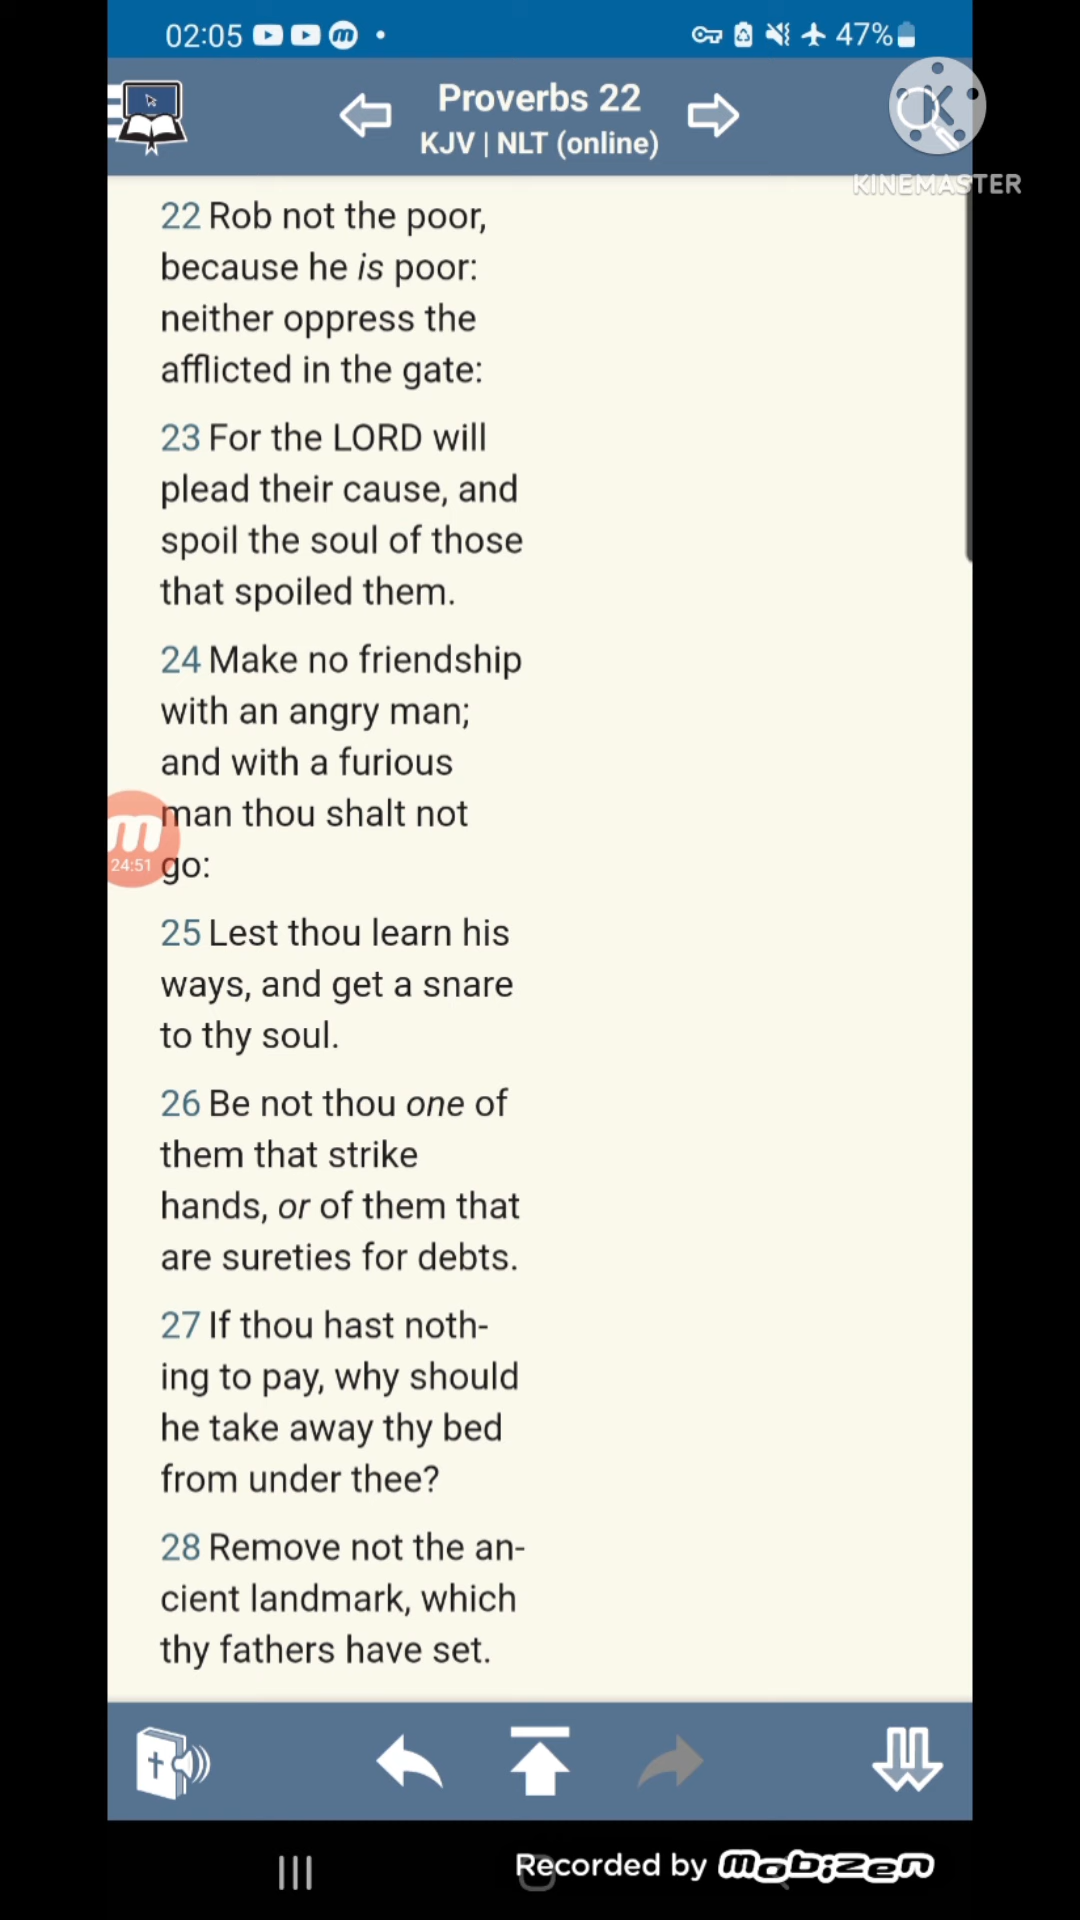 02:05
47%
Proverbs 22
KJV | NLT (online)
K
KINEMASTER
22 Rob not the poor,
because he is poor:
neither oppress the
afflicted in the gate:
23 For the LORD will
plead their cause, and
spoil the soul of those
that spoiled them.
24 Make no friendship
with an angry man;
and with a furious
man thou shalt not
go:
m
24:51
25 Lest thou learn his
ways, and get a snare
to thy soul.
26 Be not thou one of
them that strike
hands, or of them that
are sureties for debts.
27 If thou hast noth-
ing to pay, why should
he take away thy bed
from under thee?
28 Remove not the an-
cient landmark, which
thy fathers have set.
Recorded by mobizen